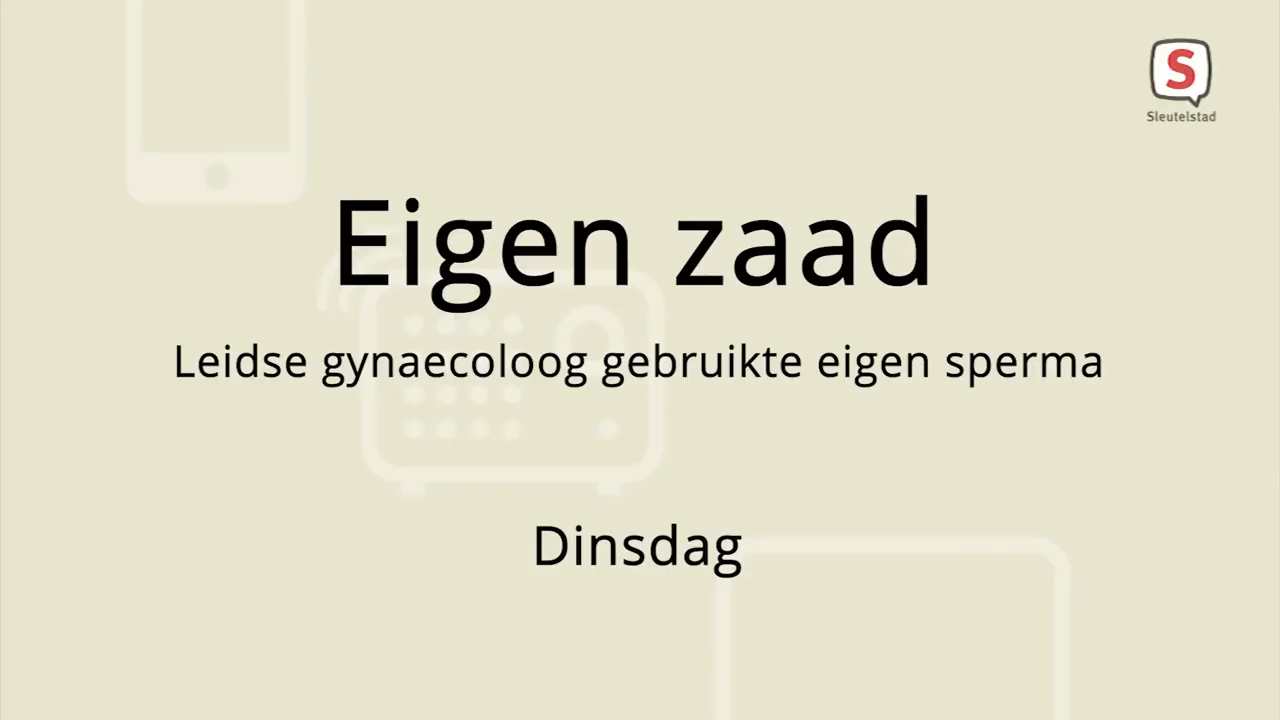 S
Sleutelstad
Eigen zaad
Leidse gynaecoloog gebruikte eigen sperma
Dinsdag